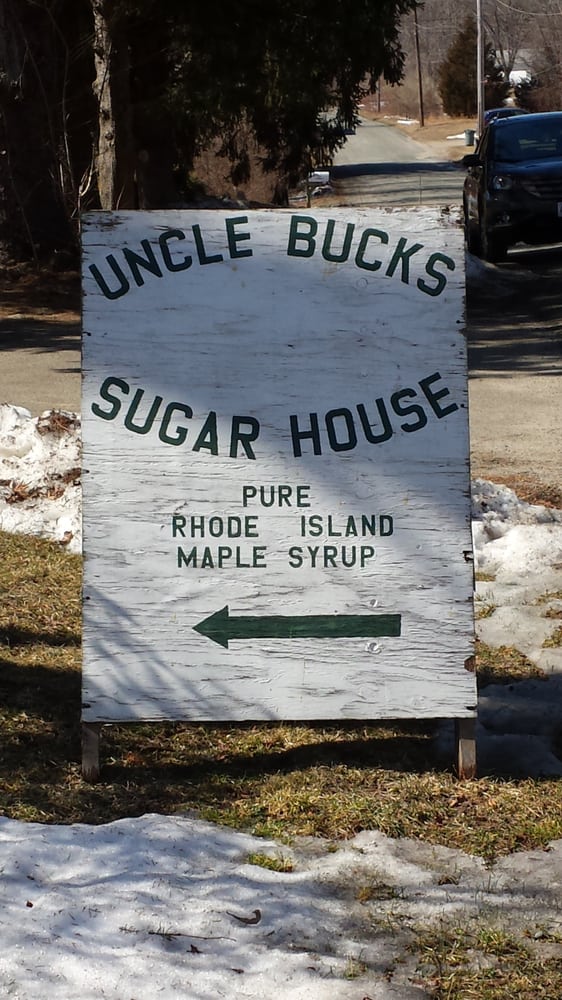 UNCLE BUCKS
SUGAR HOUSE
PURE
RHODE ISLAND
MAPLE SYRUP